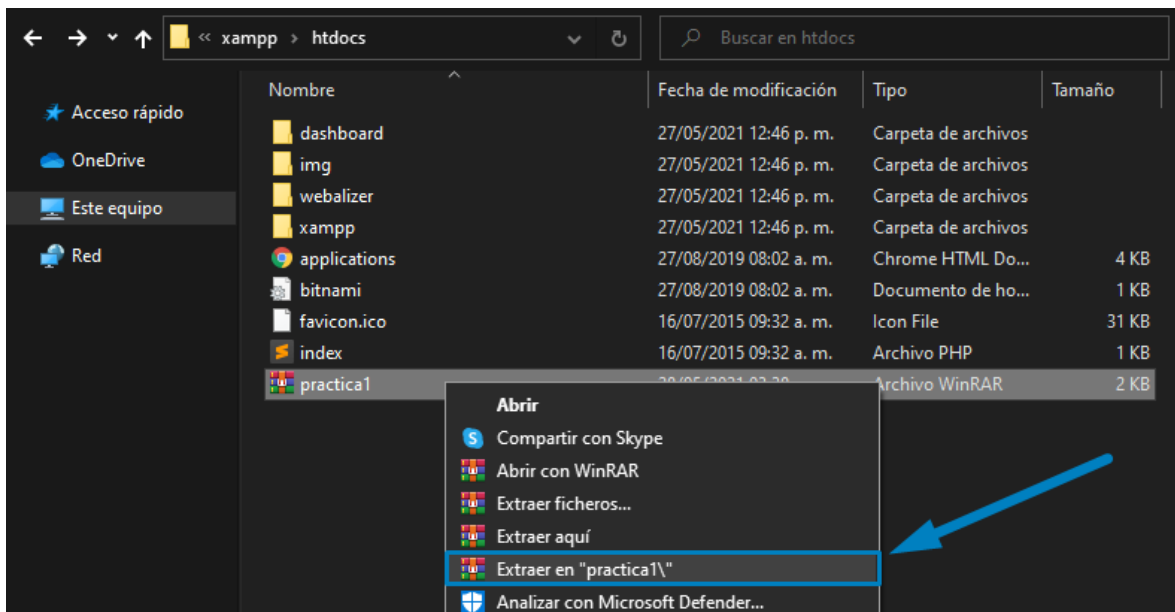 « xampp > htdocs
Buscar en htdocs
Nombre Fecha de modificación Tipo Tamaño
Acceso rápido
OneDrive
Este equipo
Red
dashboard 27/05/2021 12:46 p. m. Carpeta de archivos
img 27/05/2021 12:46 p. m. Carpeta de archivos
webalizer 27/05/2021 12:46 p. m. Carpeta de archivos
xampp 27/05/2021 12:46 p. m. Carpeta de archivos
applications 27/08/2019 08:02 a. m. Chrome HTML Do... 4 KB
bitnami 27/08/2019 08:02 a. m. Documento de ho... 1 KB
favicon.ico 16/07/2015 09:32 a. m. Icon File 31 KB
index 16/07/2015 09:32 a. m. Archivo PHP 1 KB
practica1 Archivo WinRAR 2 KB
Abrir
Compartir con Skype
Abrir con WinRAR
Extraer ficheros...
Extraer aquí
Extraer en "practica1\"
Analizar con Microsoft Defender...